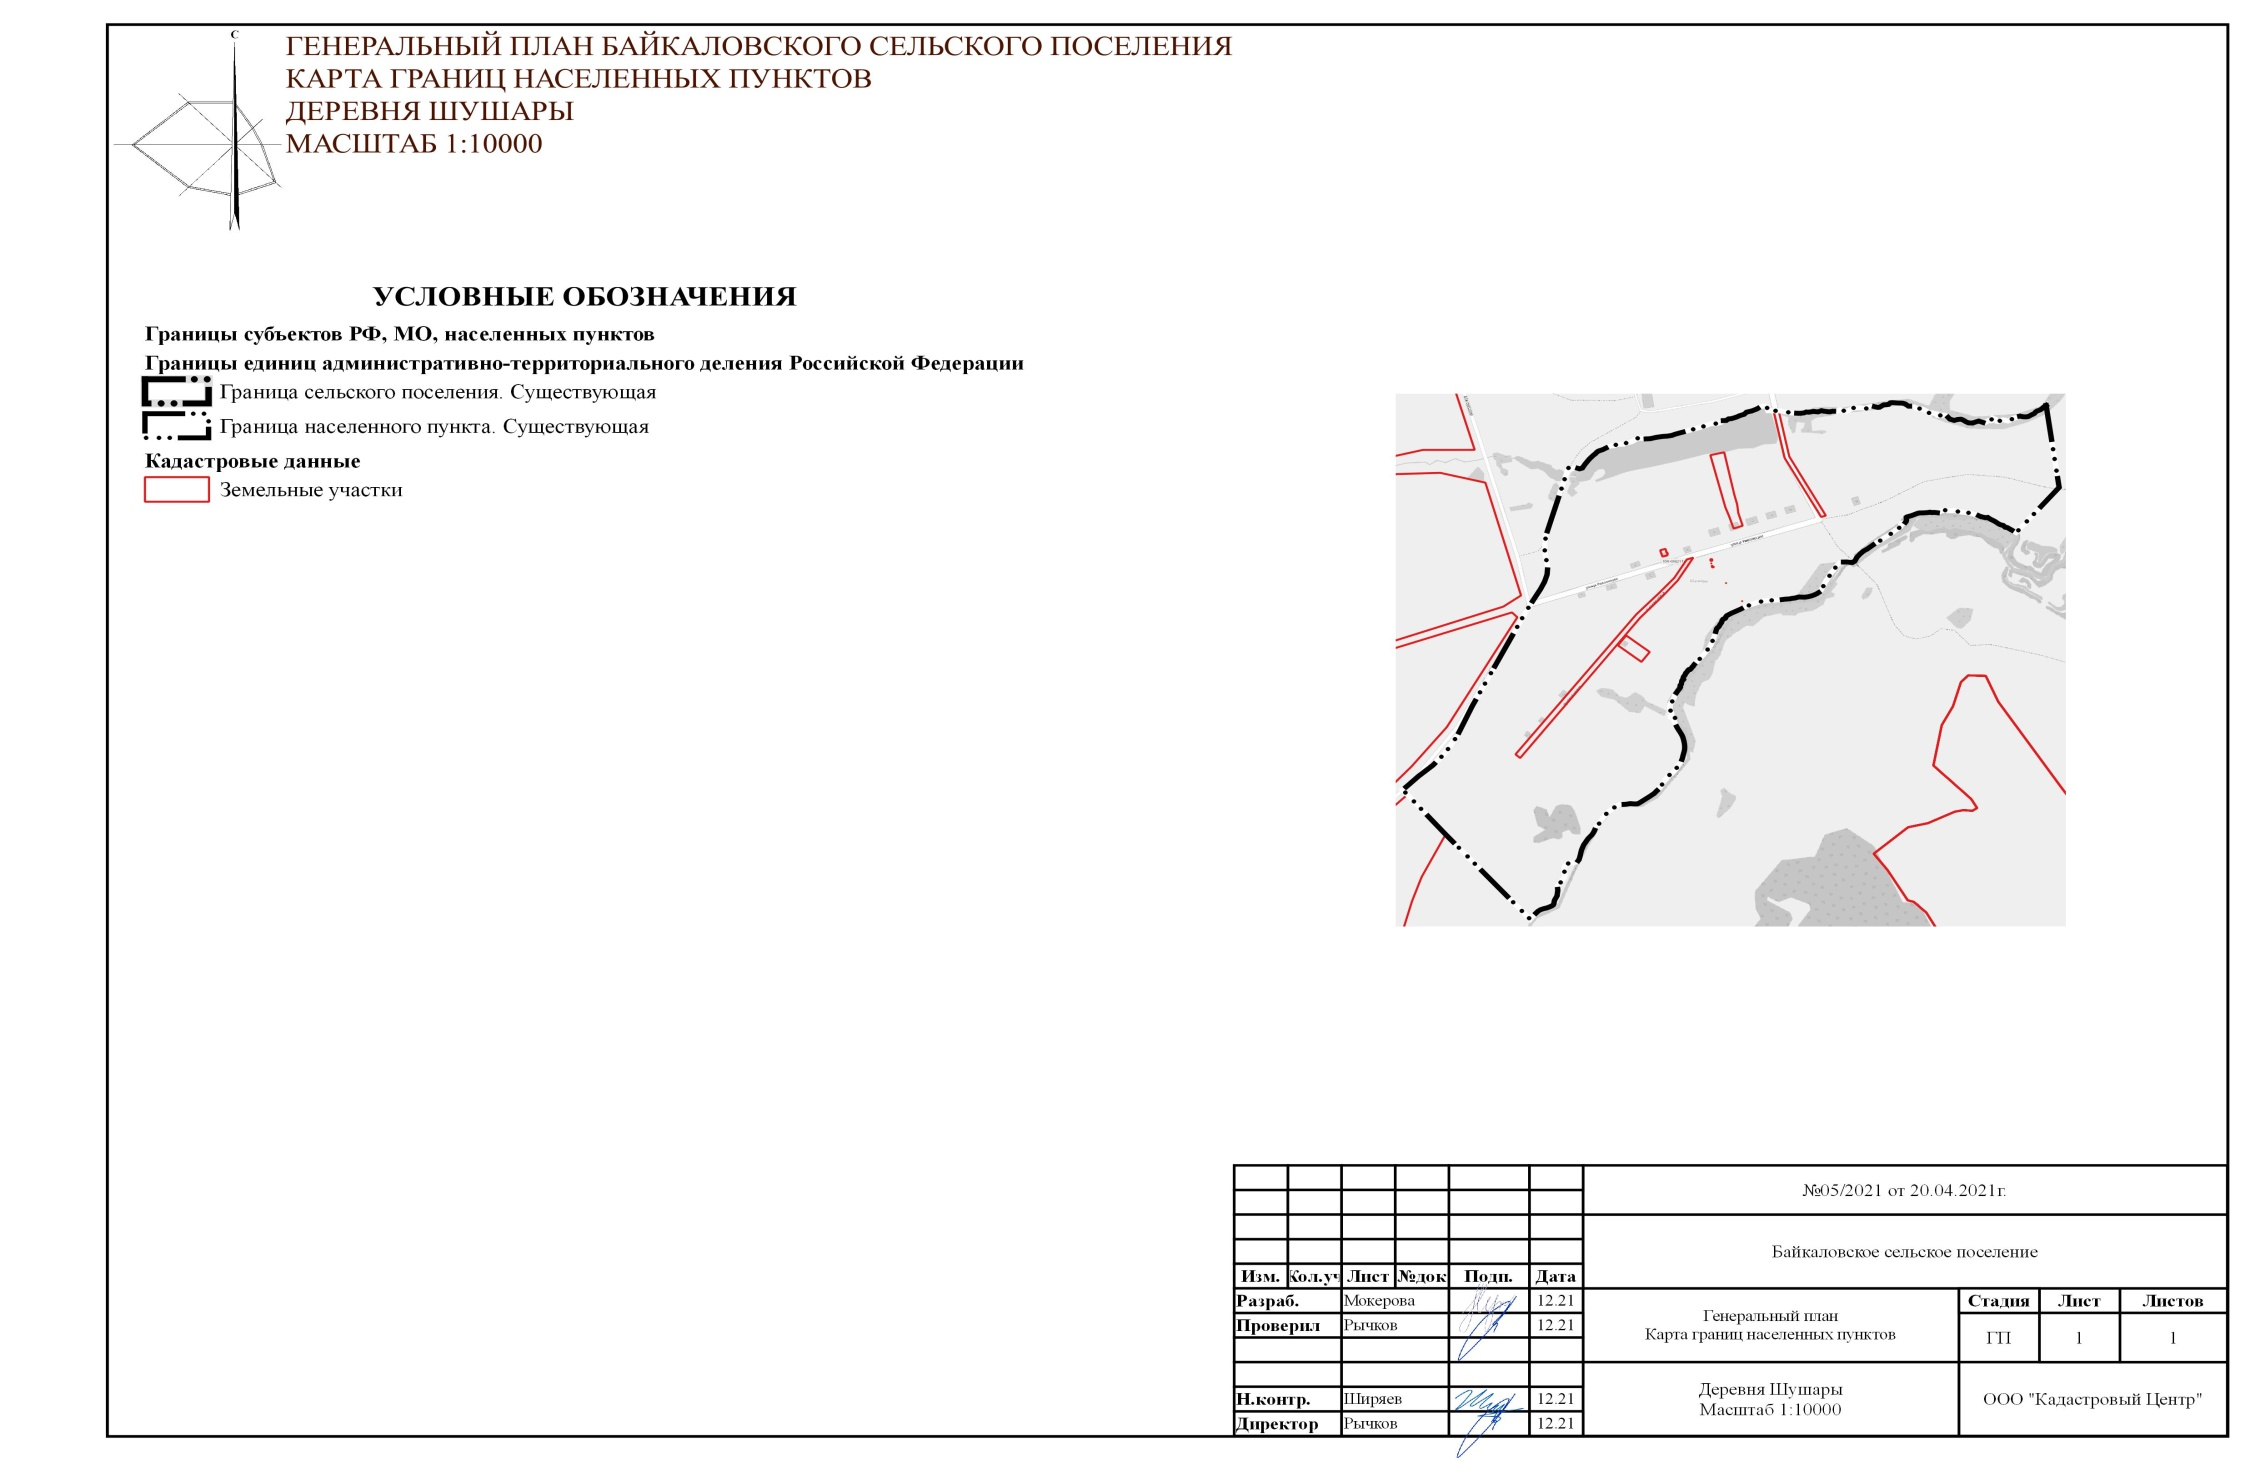 С
ГЕНЕРАЛЬНЫЙ ПЛАН БАЙКАЛОВСКОГО СЕЛЬСКОГО ПОСЕЛЕНИЯ
КАРТА ГРАНИЦ НАСЕЛЕННЫХ ПУНКТОВ
ДЕРЕВНЯ ШУШАРЫ
МАСШТАБ 1:10000
УСЛОВНЫЕ ОБОЗНАЧЕНИЯ
Границы субъектов РФ, МО, населенных пунктов
Границы единиц административно-территориального деления Российской Федерации
Граница сельского поселения. Существующая
Граница населенного пункта. Существующая
Кадастровые данные
Земельные участки
№05/2021 от 20.04.2021г.
Байкаловское сельское поселение
Изм. Кол.уч Лист №док Подп. Дата
Разраб. Мокерова 12.21
Проверил Рычков 12.21
Генеральный план
Карта границ населенных пунктов
Стадия Лист Листов
ГП 1 1
Н.контр. Ширяев 12.21
Директор Рычков 12.21
Деревня Шушары
Масштаб 1:10000
ООО "Кадастровый Центр"